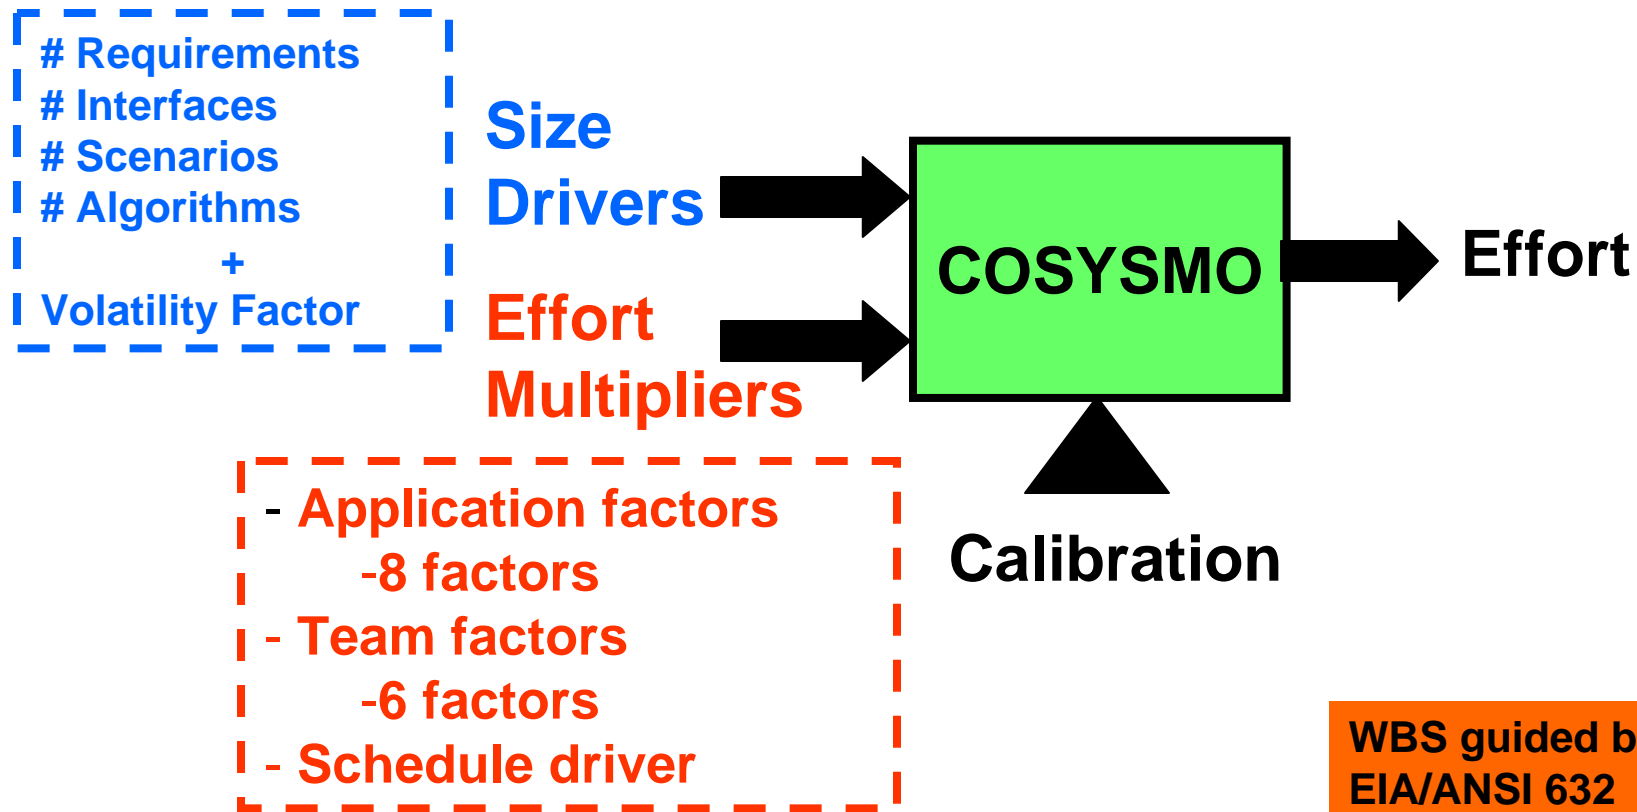 # Requirements
# Interfaces
# Scenarios
# Algorithms
+
Volatility Factor
Size
Drivers
Effort
Multipliers
COSYSMO
Effort
Calibration
- Application factors
-8 factors
- Team factors
-6 factors
- Schedule driver
WBS guided b
EIA/ANSI 632